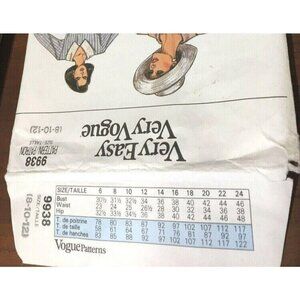 Very Easy
Very Vogue
9938
PATTERN/PATRON
SIZE/TAILLE
(8-10-12)
9938
SIZE/TAILLE
(8-10-12)
SIZE/TAILLE 6 8 10 12 14 16 18 20 22 24
Bust 30½ 31½ 32½ 34 36 38 40 42 44 46
Waist 23 24 25 26½ 28 30 32 34 37 39
Hip 32½ 33½ 34½ 36 38 40 42 44 46 48
T. de poitrine 78 80 83 87 92 97 102 107 112 117
T. de taille 58 61 64 67 71 76 81 87 94 99
T. de hanches 83 85 88 92 97 102 107 112 117 122
Vogue Patterns